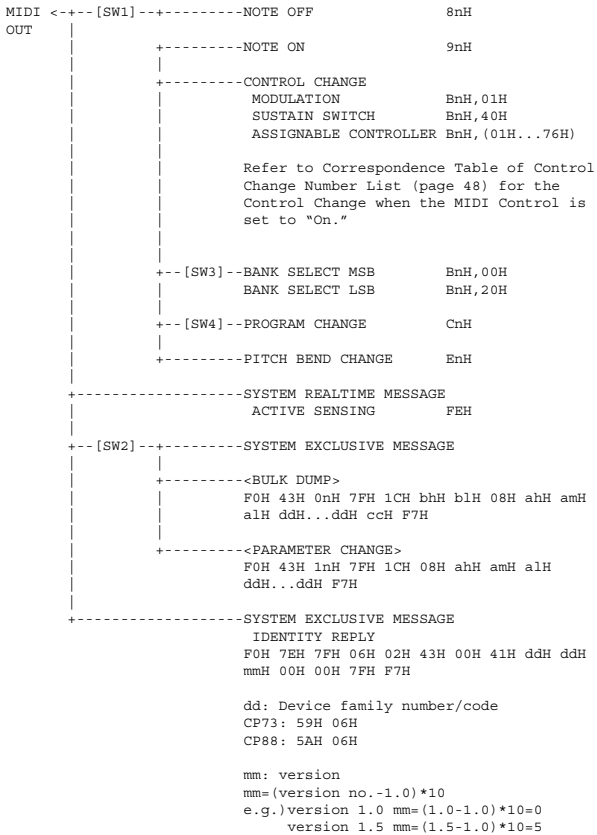 MIDI <-+--[SW1]--+---------NOTE OFF 8nH
OUT
+---------NOTE ON 9nH
+---------CONTROL CHANGE
MODULATION BnH,01H
SUSTAIN SWITCH BnH,40H
ASSIGNABLE CONTROLLER BnH,(01H...76H)
Refer to Correspondence Table of Control
Change Number List (page 48) for the
Control Change when the MIDI Control is
set to “On.”
+--[SW3]--BANK SELECT MSB BnH,00H
BANK SELECT LSB BnH,20H
+--[SW4]--PROGRAM CHANGE CnH
+---------PITCH BEND CHANGE EnH
+-------------------SYSTEM REALTIME MESSAGE
ACTIVE SENSING FEH
+--[SW2]--+---------SYSTEM EXCLUSIVE MESSAGE
+---------<BULK DUMP>
F0H 43H 0nH 7FH 1CH bhH blH 08H ahH amH
alH ddH...ddH ccH F7H
+---------<PARAMETER CHANGE>
F0H 43H 1nH 7FH 1CH 08H ahH amH alH
ddH...ddH F7H
+-------------------SYSTEM EXCLUSIVE MESSAGE
IDENTITY REPLY
F0H 7EH 7FH 06H 02H 43H 00H 41H ddH ddH
mmH 00H 00H 7FH F7H
dd: Device family number/code
CP73: 59H 06H
CP88: 5AH 06H
mm: version
mm=(version no.-1.0)*10
e.g.)version 1.0 mm=(1.0-1.0)*10=0
version 1.5 mm=(1.5-1.0)*10=5